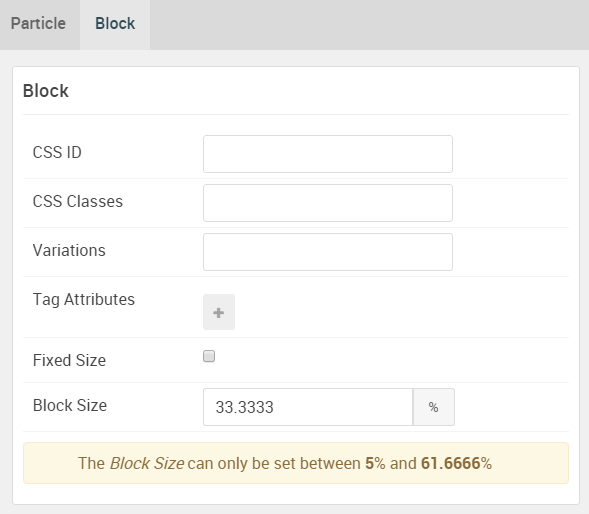 Particle Block
Block
CSS ID
CSS Classes
Variations
Tag Attributes
+
Fixed Size
Block Size 33.3333 %
The Block Size can only be set between 5% and 61.6666%